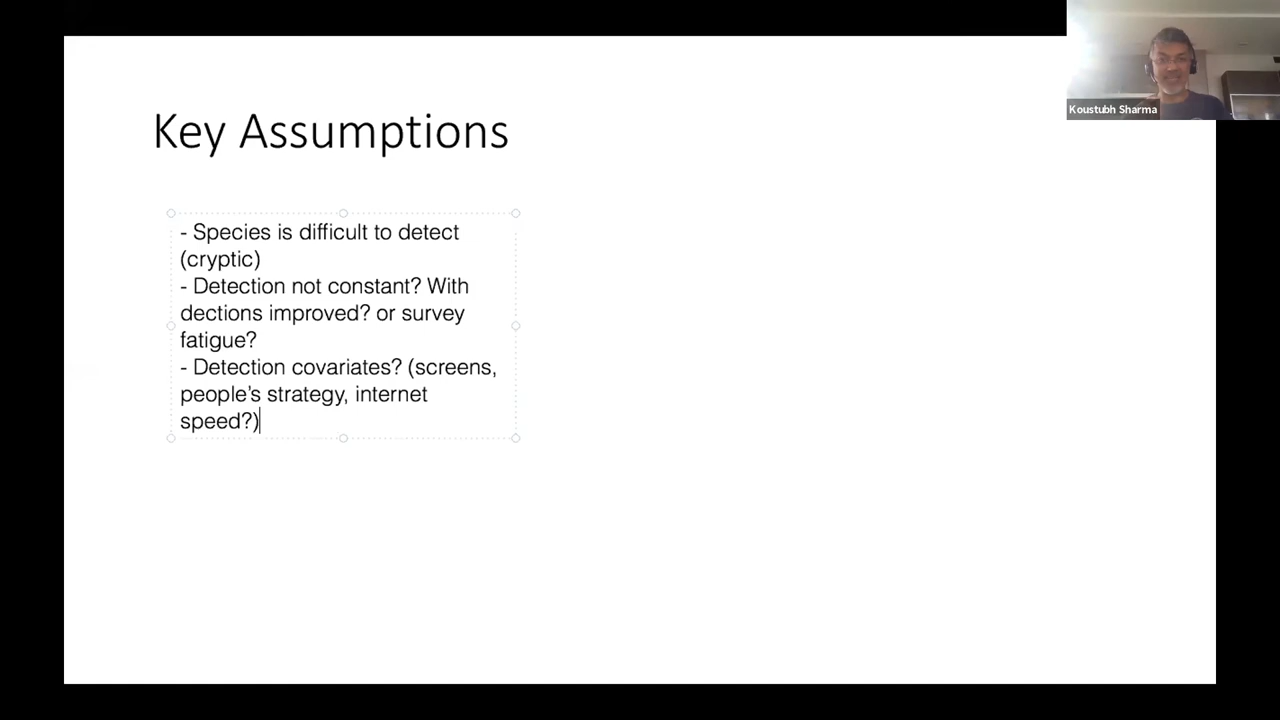 Koustubh Sharma
Key Assumptions
- Species is difficult to detect
(cryptic)
- Detection not constant? With
dections improved? or survey
fatigue?
- Detection covariates? (screens,
people's strategy, internet
speed?)